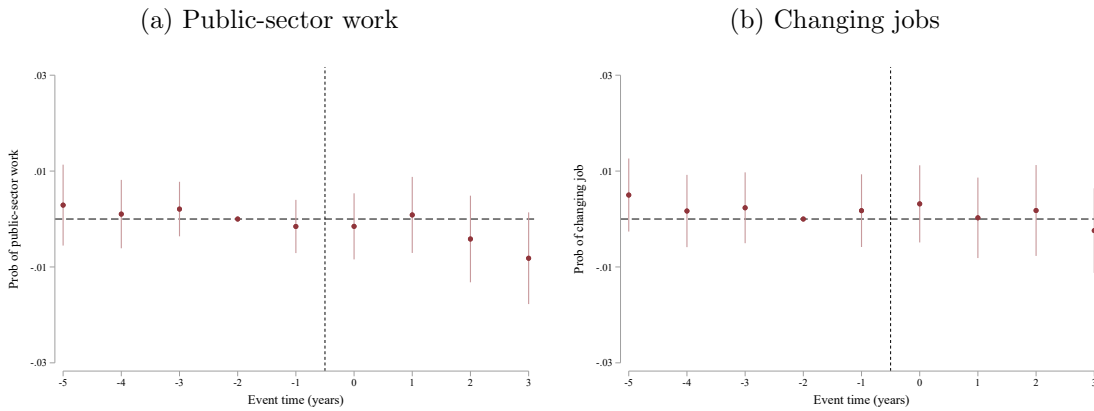 (a) Public-sector work
.03
.01
-.01
-.03
Prob of public-sector work
-5 -4 -3 -2 -1 0 1 2 3
Event time (years)
(b) Changing jobs
.03
.01
-.01
-.03
Prob of changing job
-5 -4 -3 -2 -1 0 1 2 3
Event time (years)